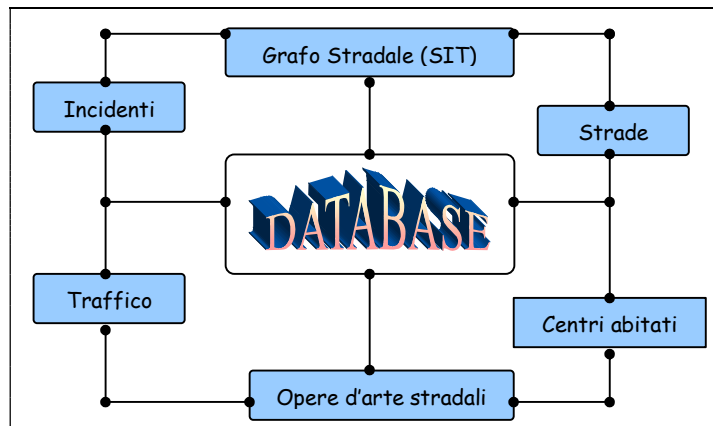 Grafo Stradale (SIT)
Incidenti
Strade
DATABASE
Traffico
Centri abitati
Opere d'arte stradali